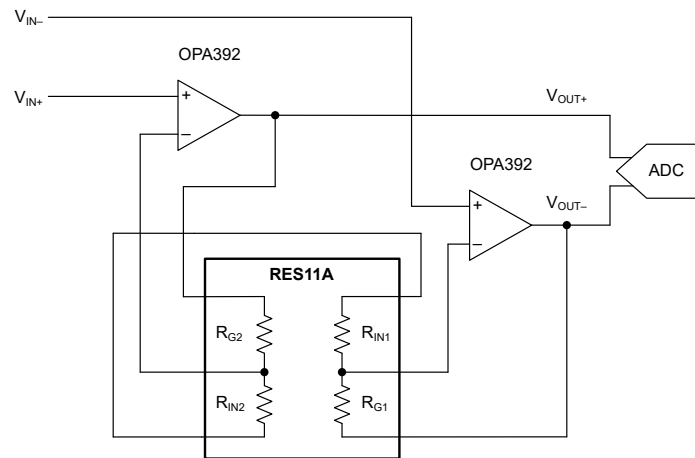 VIN–
OPA392
VIN+
+
–
VOUT+
OPA392
ADC
+
–
VOUT–
RES11A
RG2
RIN1
RIN2
RG1